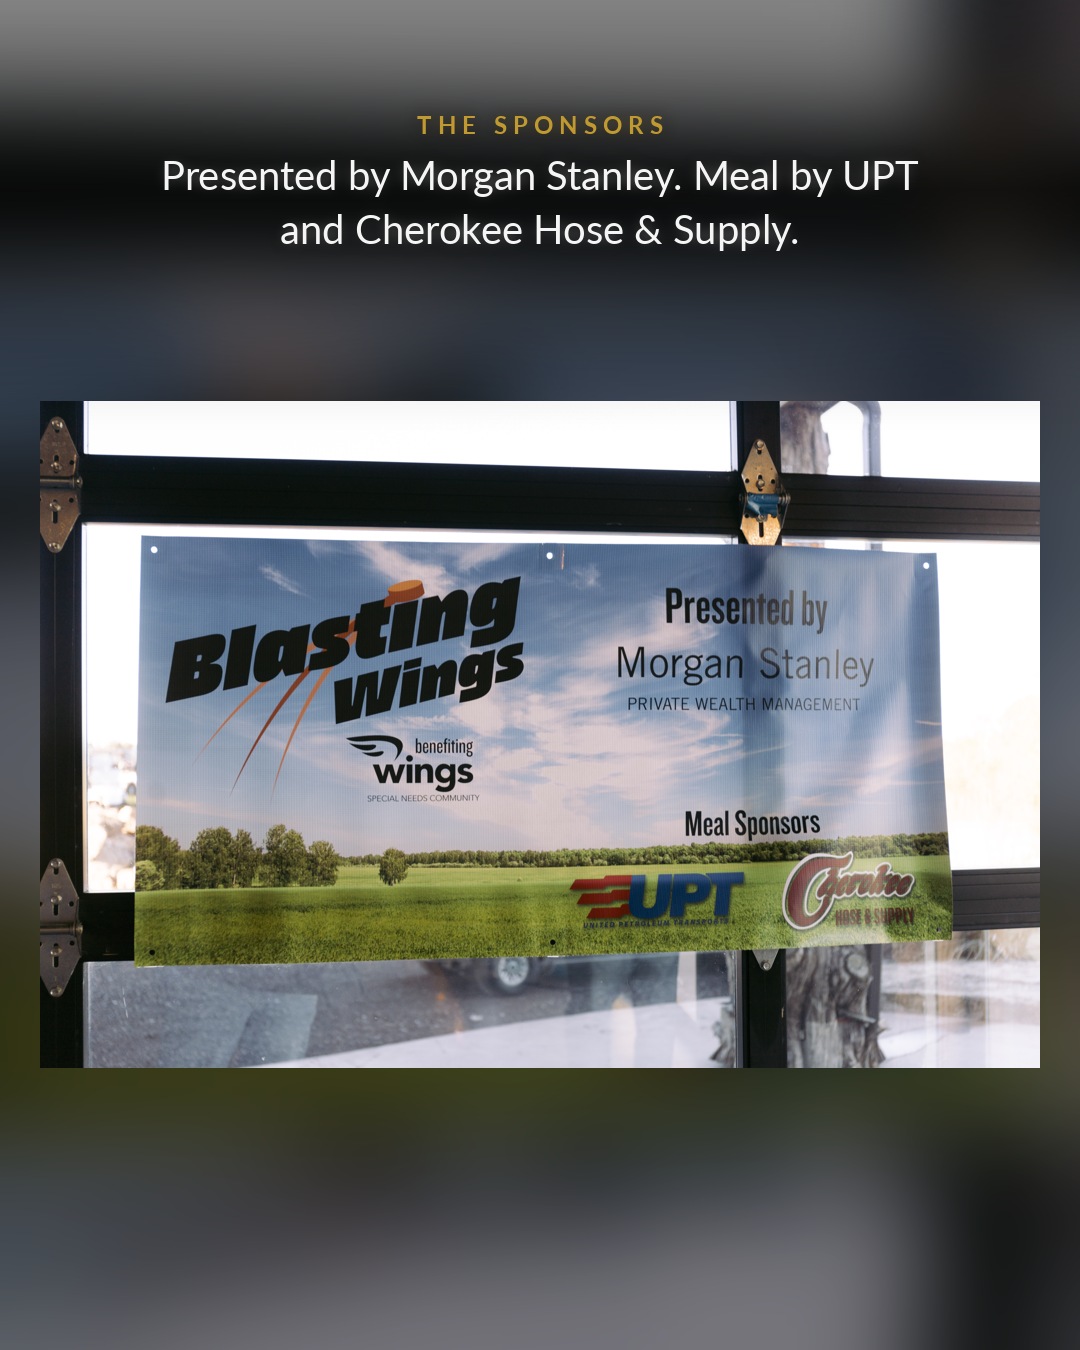 THE SPONSORS
Presented by Morgan Stanley. Meal by UPT
and Cherokee Hose & Supply.
Blasting
Wings
benefiting
wings
SPECIAL NEEDS COMMUNITY
Presented by
Morgan Stanley
PRIVATE WEALTH MANAGEMENT
Meal Sponsors
UPT
UNITED PETROLEUM TRANSPORTS
Cherokee
HOSE & SUPPLY